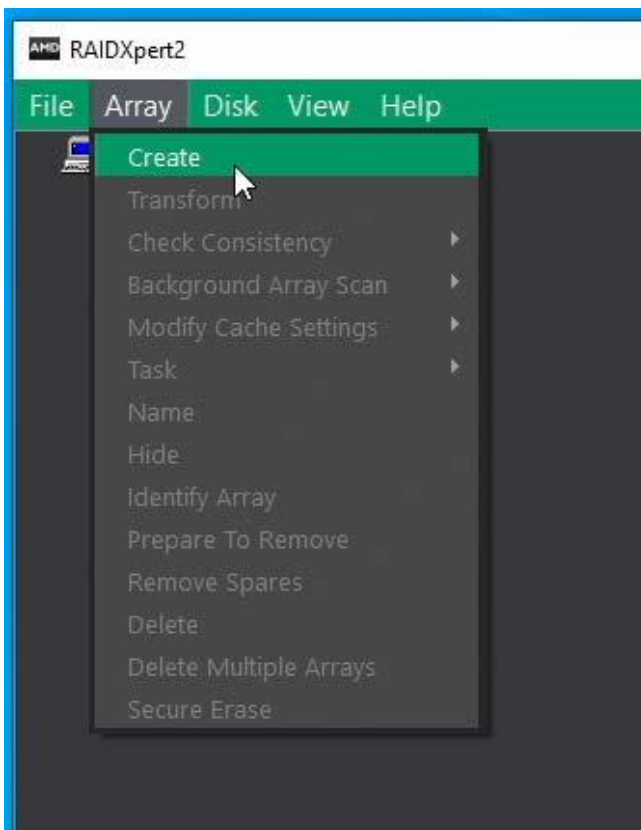 AMD RAIDXpert2
File Array Disk View Help
Create
Transform
Check Consistency
Background Array Scan
Modify Cache Settings
Task
Name
Hide
Identify Array
Prepare To Remove
Remove Spares
Delete
Delete Multiple Arrays
Secure Erase